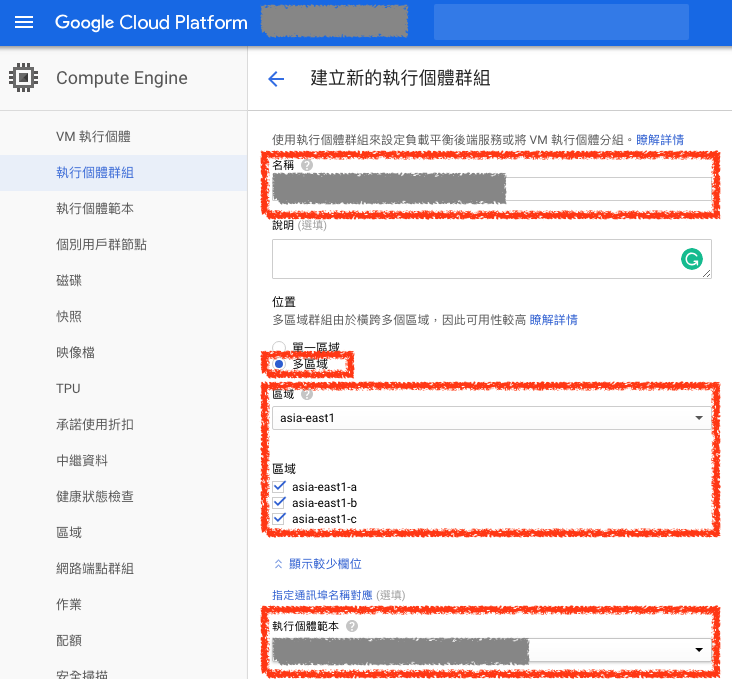 Google Cloud Platform
Compute Engine
VM 執行個體
執行個體群組
執行個體範本
個別用戶群節點
磁碟
快照
映像檔
TPU
承諾使用折扣
中繼資料
健康狀態檢查
區域
網路端點群組
作業
配額
安全掃描
建立新的執行個體群組
使用執行個體群組來設定負載平衡後端服務或將 VM 執行個體分組。瞭解詳情
名稱
說明 (選填)
位置
多區域群組由於橫跨多個區域，因此可用性較高 瞭解詳情
單一區域
多區域
區域
asia-east1
區域
asia-east1-a
asia-east1-b
asia-east1-c
顯示較少欄位
指定通訊埠名稱對應 (選填)
執行個體範本